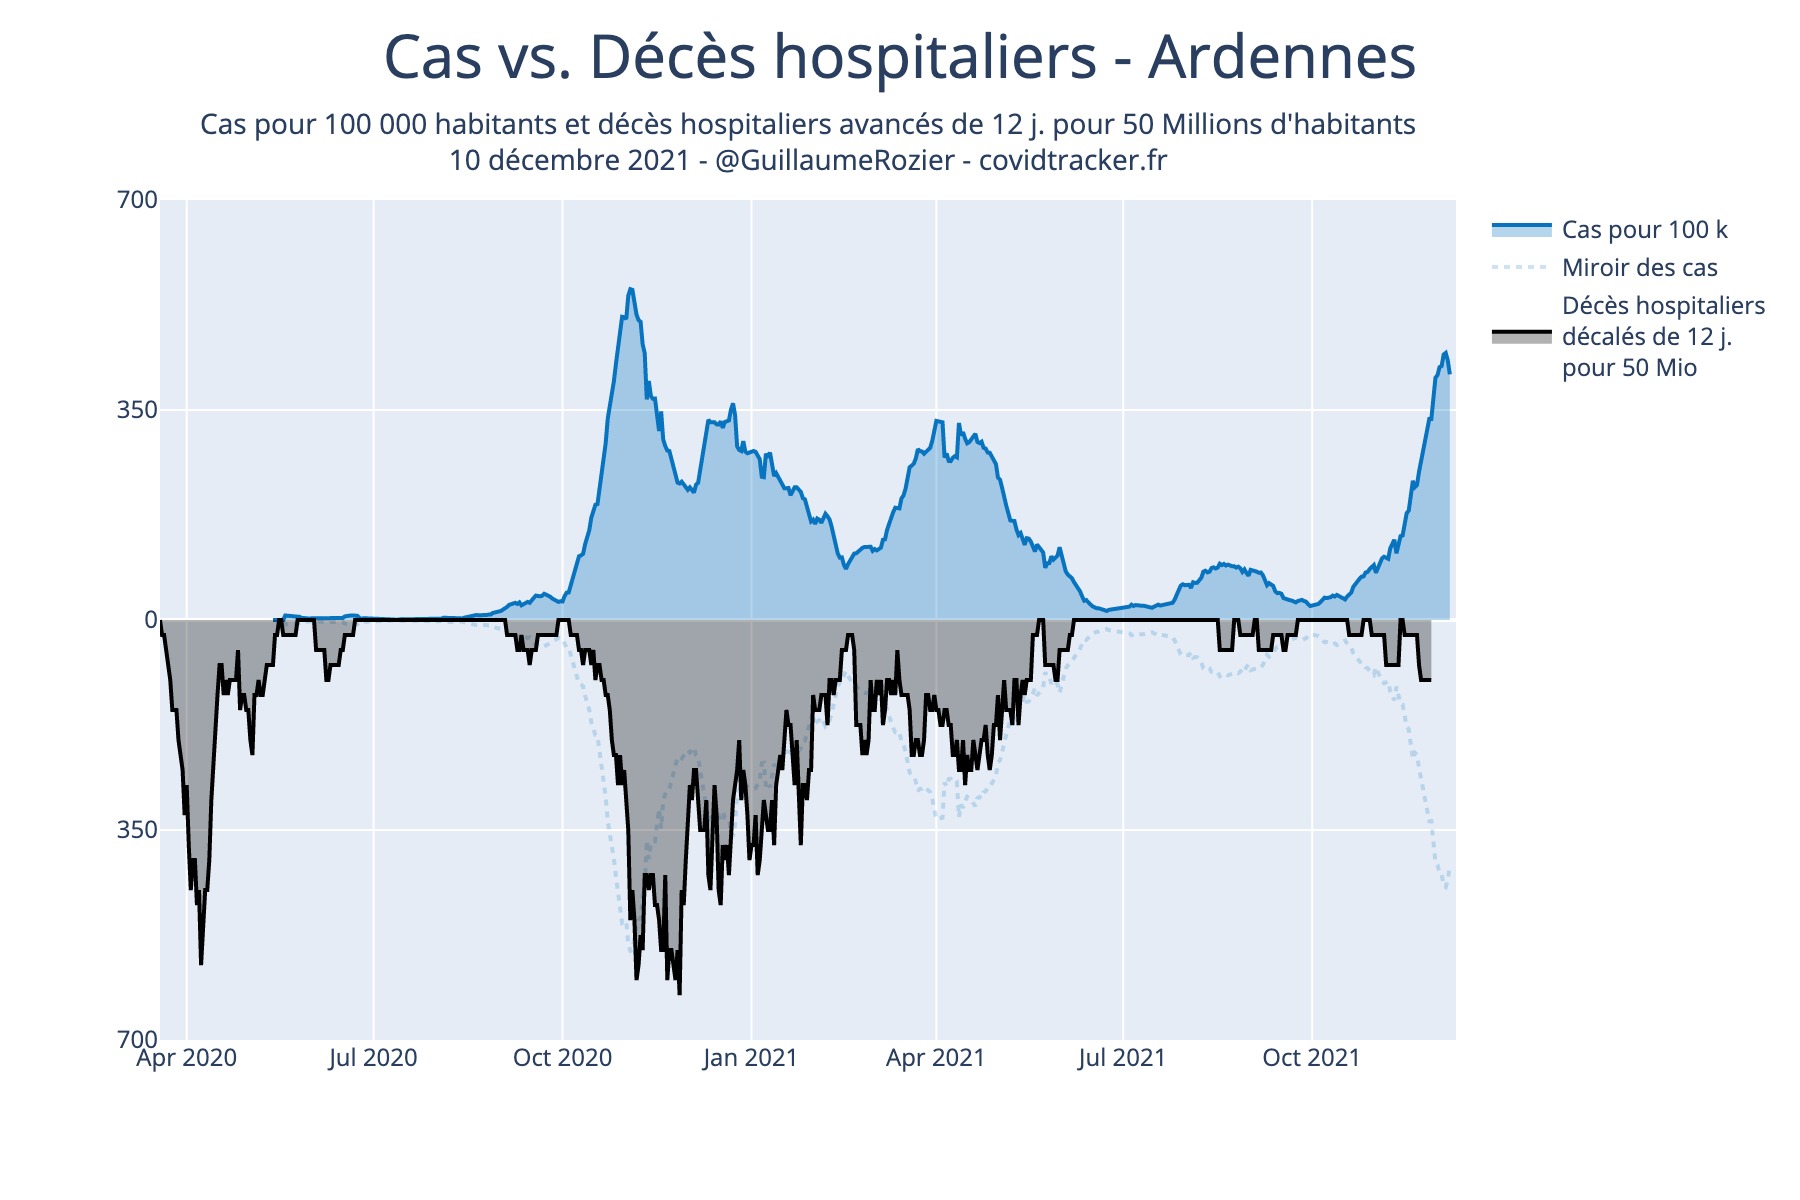 Cas vs. Décès hospitaliers - Ardennes
Cas pour 100 000 habitants et décès hospitaliers avancés de 12 j. pour 50 Millions d'habitants
10 décembre 2021 - @GuillaumeRozier - covidtracker.fr
700
350
0
350
700
Apr 2020
Jul 2020
Oct 2020
Jan 2021
Apr 2021
Jul 2021
Oct 2021
Cas pour 100 k
Miroir des cas
Décès hospitaliers
décalés de 12 j.
pour 50 Mio